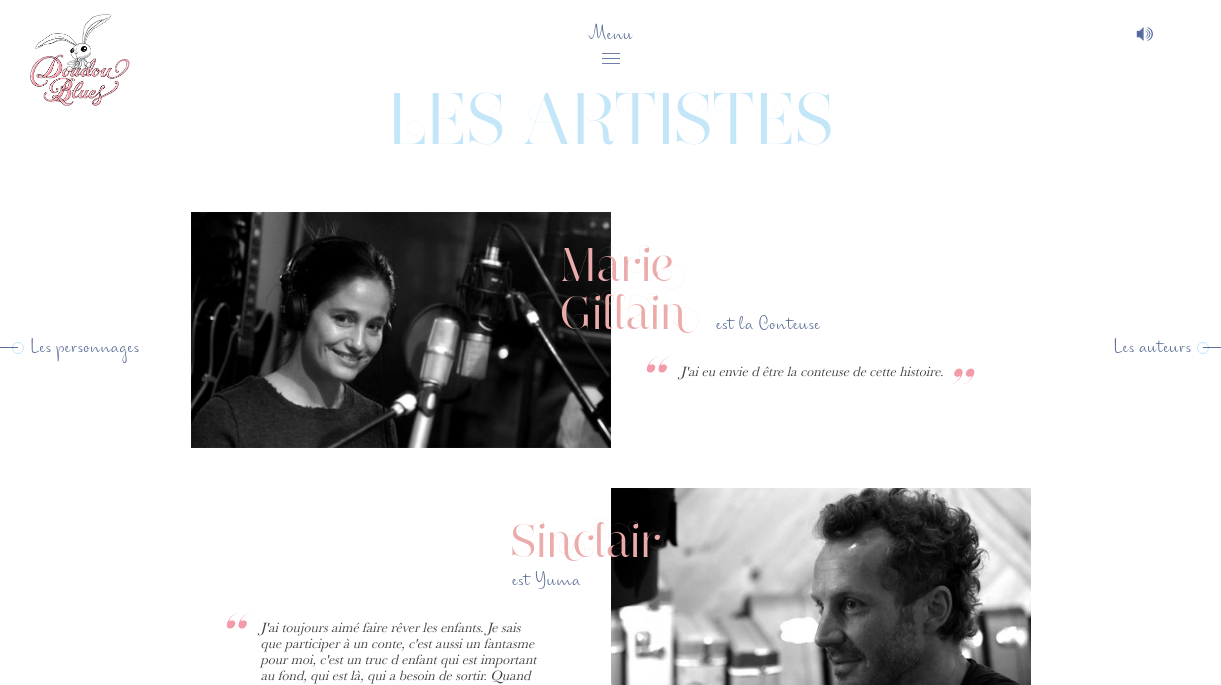 Doudou
Blues
Menu
LES ARTISTES
Marie
Gillain
est la Conteuse
Les personnages
Les auteurs
“ J'ai eu envie d être la conteuse de cette histoire. ”
Sinclair
est Yuma
“ J'ai toujours aimé faire rêver les enfants. Je sais
que participer à un conte, c'est aussi un fantasme
pour moi, c'est un truc d enfant qui est important
au fond, qui est là, qui a besoin de sortir. Quand